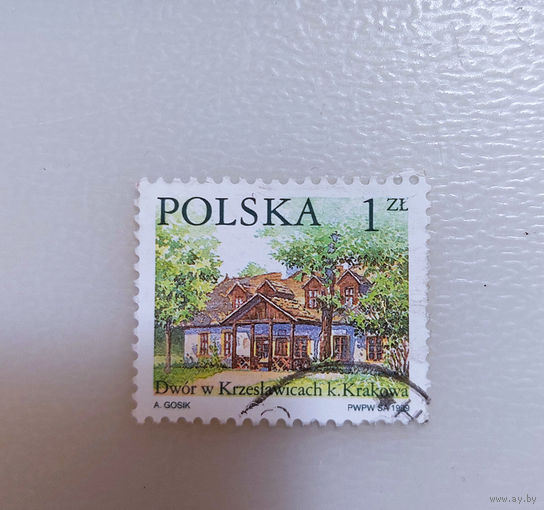 POLSKA 1 ZŁ
Dwór w Krzesławicach k. Krakowa
A. GOSIK PWPW SA 1999
www.ay.by